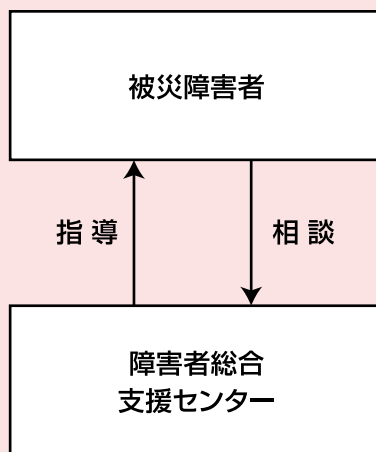 被災障害者
指導
相談
障害者総合
支援センター